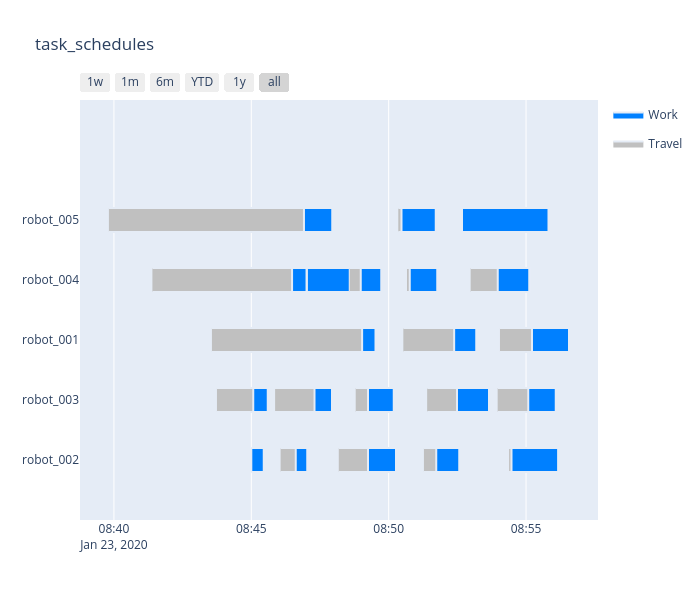 task_schedules
1w 1m 6m YTD 1y all
Work
Travel
robot_005
robot_004
robot_001
robot_003
robot_002
08:40 08:45 08:50 08:55
Jan 23, 2020